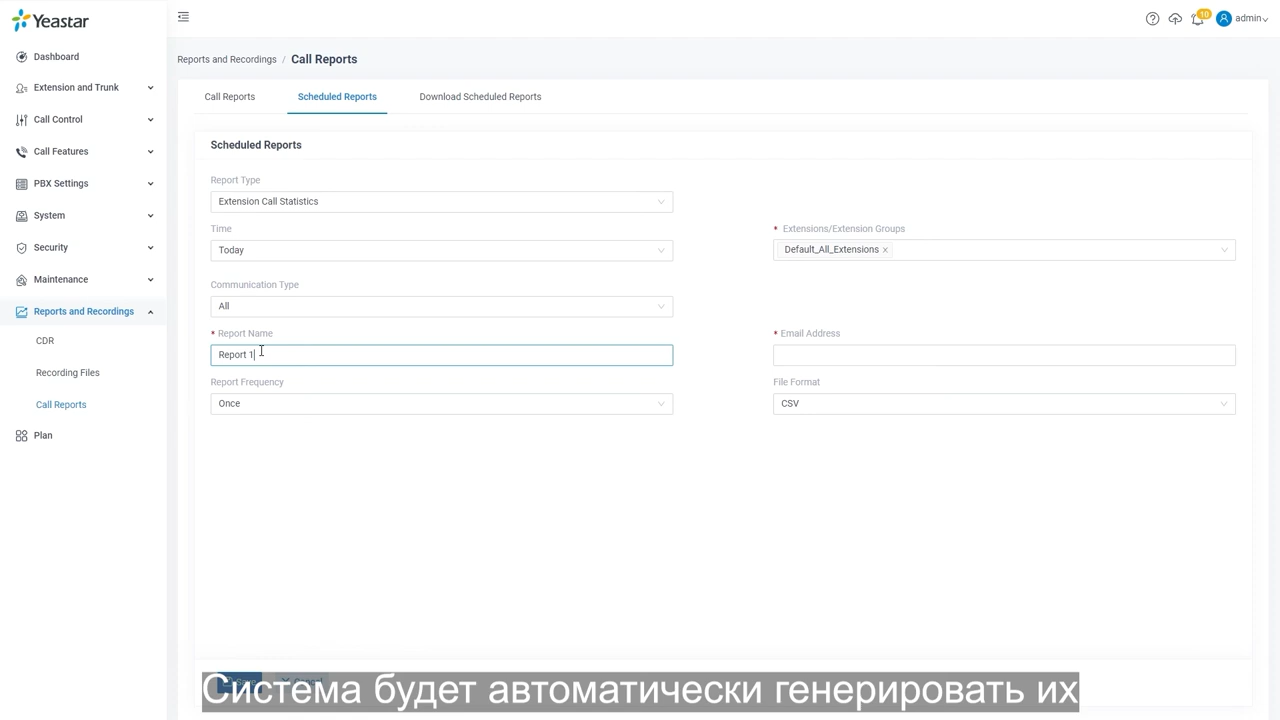 Yeastar
10
admin
Dashboard
Extension and Trunk
Call Control
Call Features
PBX Settings
System
Security
Maintenance
Reports and Recordings
CDR
Recording Files
Call Reports
Plan
Reports and Recordings / Call Reports
Call Reports
Scheduled Reports
Download Scheduled Reports
Scheduled Reports
Report Type
Extension Call Statistics
Time
Today
* Extensions/Extension Groups
Default_All_Extensions ×
Communication Type
All
* Report Name
Report 1
* Email Address
Report Frequency
Once
File Format
CSV
Система будет автоматически генерировать их